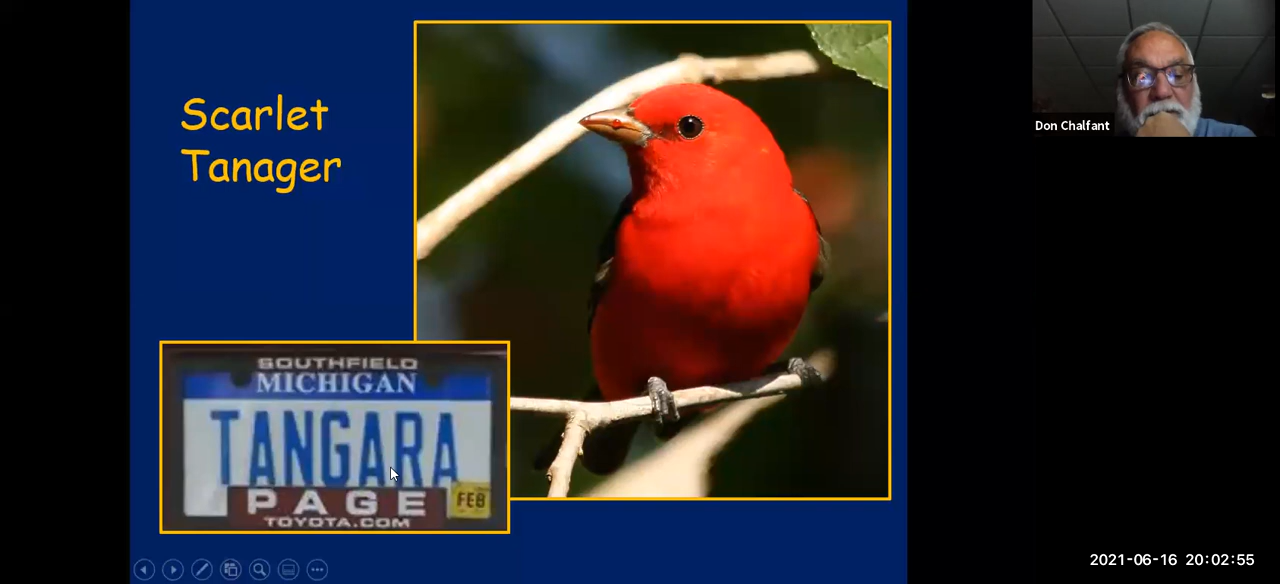 Scarlet
Tanager
Don Chalfant
SOUTHFIELD
MICHIGAN
TANGARA
PAGE
FEB
TOYOTA.COM
2021-06-16 20:02:55